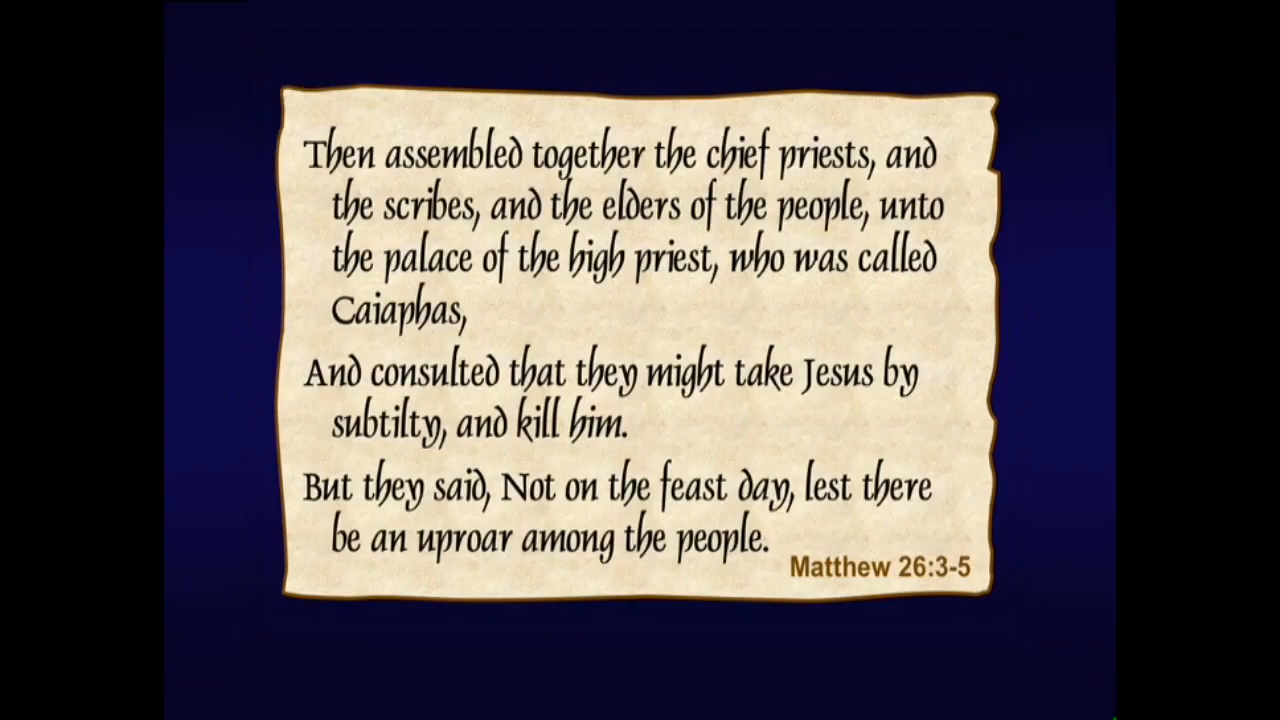 Then assembled together the chief priests, and
the scribes, and the elders of the people, unto
the palace of the high priest, who was called
Caiaphas,
And consulted that they might take Jesus by
subtilty, and kill him.
But they said, Not on the feast day, lest there
be an uproar among the people.
Matthew 26:3-5